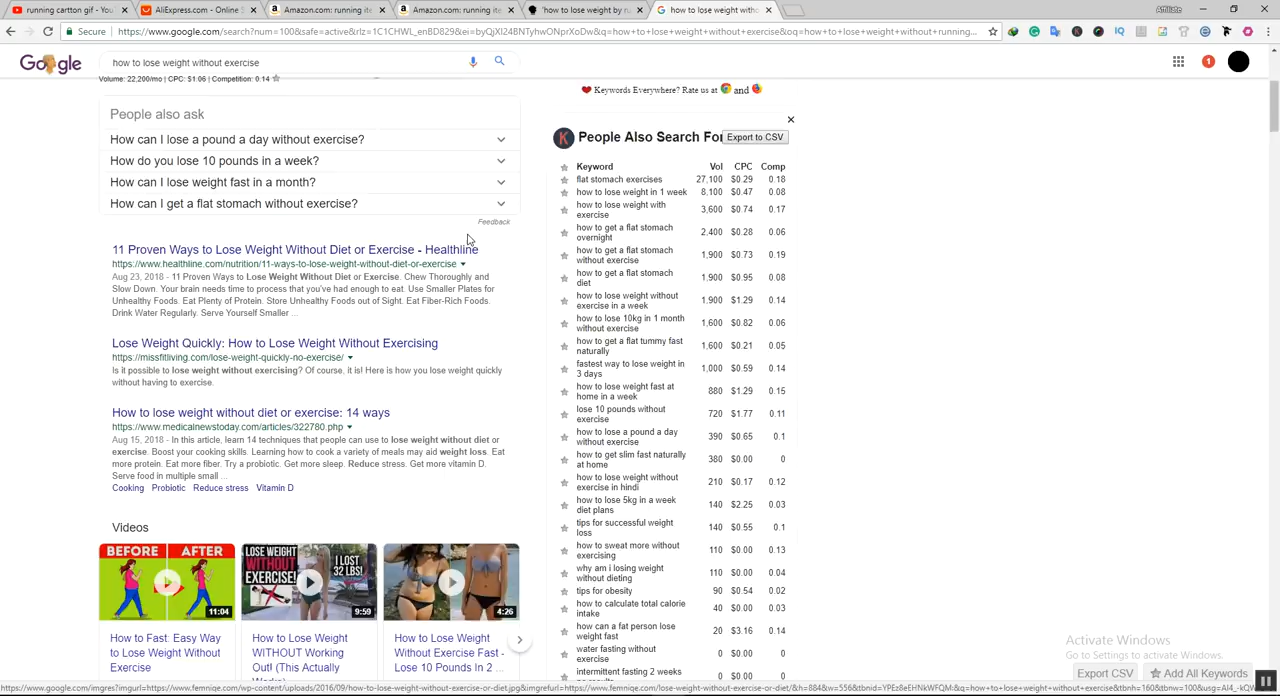 running cartton gif - You
AliExpress.com - Online
Amazon.com: running ite
Amazon.com: running ite
'how to lose weight by ru
how to lose weight with
Affiliate
Secure
https://www.google.com/search?num=100&safe=active&rlz=1C1CHWL_enBD829&ei=
how to lose weight without exercise
1
Volume: 22,200/mo | CPC: $1.06 | Competition: 0.14
People also ask
How can I lose a pound a day without exercise?
How do you lose 10 pounds in a week?
How can I lose weight fast in a month?
How can I get a flat stomach without exercise?
Feedback
11 Proven Ways to Lose Weight Without Diet or Exercise - Healthline
https://www.healthline.com/nutrition/11-ways-to-lose-weight-without-diet-or-exercise
Aug 23, 2018 - 11 Proven Ways to Lose Weight Without Diet or Exercise. Chew Thoroughly and
Slow Down. Your brain needs time to process that you've had enough to eat. Use Smaller Plates for
Unhealthy Foods. Eat Plenty of Protein. Store Unhealthy Foods out of Sight. Eat Fiber-Rich Foods.
Drink Water Regularly. Serve Yourself Smaller ...
Lose Weight Quickly: How to Lose Weight Without Exercising
https://missfitliving.com/lose-weight-quickly-no-exercise/
Is it possible to lose weight without exercising? Of course, it is! Here is how you lose weight quickly
without having to exercise.
How to lose weight without diet or exercise: 14 ways
https://www.medicalnewstoday.com/articles/322780.php
Aug 15, 2018 - In this article, learn 14 techniques that people can use to lose weight without diet or
exercise. Boost your cooking skills. Learning how to cook a variety of meals may aid weight loss. Eat
more protein. Eat more fiber. Try a probiotic. Get more sleep. Reduce stress. Get more vitamin D.
Serve food in multiple small ...
Cooking Probiotic Reduce stress Vitamin D
Videos
BEFORE AFTER
11:04
LOSE WEIGHT WITHOUT EXERCISE!
I LOST 32 LBS!
9:59
4:26
How to Fast: Easy Way
to Lose Weight Without
Exercise
How to Lose Weight
WITHOUT Working
Out! (This Actually
How to Lose Weight
Without Exercise Fast -
Lose 10 Pounds In 2 ...
Keywords Everywhere? Rate us at and
K People Also Search For
Export to CSV
Keyword Vol CPC Comp
flat stomach exercises 27,100 $0.29 0.18
how to lose weight in 1 week 8,100 $0.47 0.08
how to lose weight with
exercise 3,600 $0.74 0.17
how to get a flat stomach
overnight 2,400 $0.28 0.06
how to get a flat stomach
without exercise 1,900 $0.73 0.19
how to get a flat stomach
diet 1,900 $0.95 0.08
how to lose weight without
exercise in a week 1,900 $1.29 0.14
how to lose 10kg in 1 month
without exercise 1,600 $0.82 0.06
how to get a flat tummy fast
naturally 1,600 $0.21 0.05
fastest way to lose weight in
3 days 1,000 $0.59 0.14
how to lose weight fast at
home in a week 880 $1.29 0.15
lose 10 pounds without
exercise 720 $1.77 0.11
how to lose a pound a day
without exercise 390 $0.65 0.1
how to get slim fast naturally
at home 380 $0.00 0
how to lose weight without
exercise in hindi 210 $0.17 0.12
how to lose 5kg in a week
diet plans 140 $2.25 0.03
tips for successful weight
loss 140 $0.55 0.1
how to sweat more without
exercising 110 $0.00 0.13
why am i losing weight
without dieting 110 $0.00 0.04
tips for obesity 90 $0.54 0.02
how to calculate total calorie
intake 40 $0.00 0.03
how can a fat person lose
weight fast 20 $3.16 0.14
water fasting without
exercise 0 $0.00 0
intermittent fasting 2 weeks
0 $0.00 0
Activate Windows
Go to Settings to activate Windows.
Export CSV
Add All Keywords